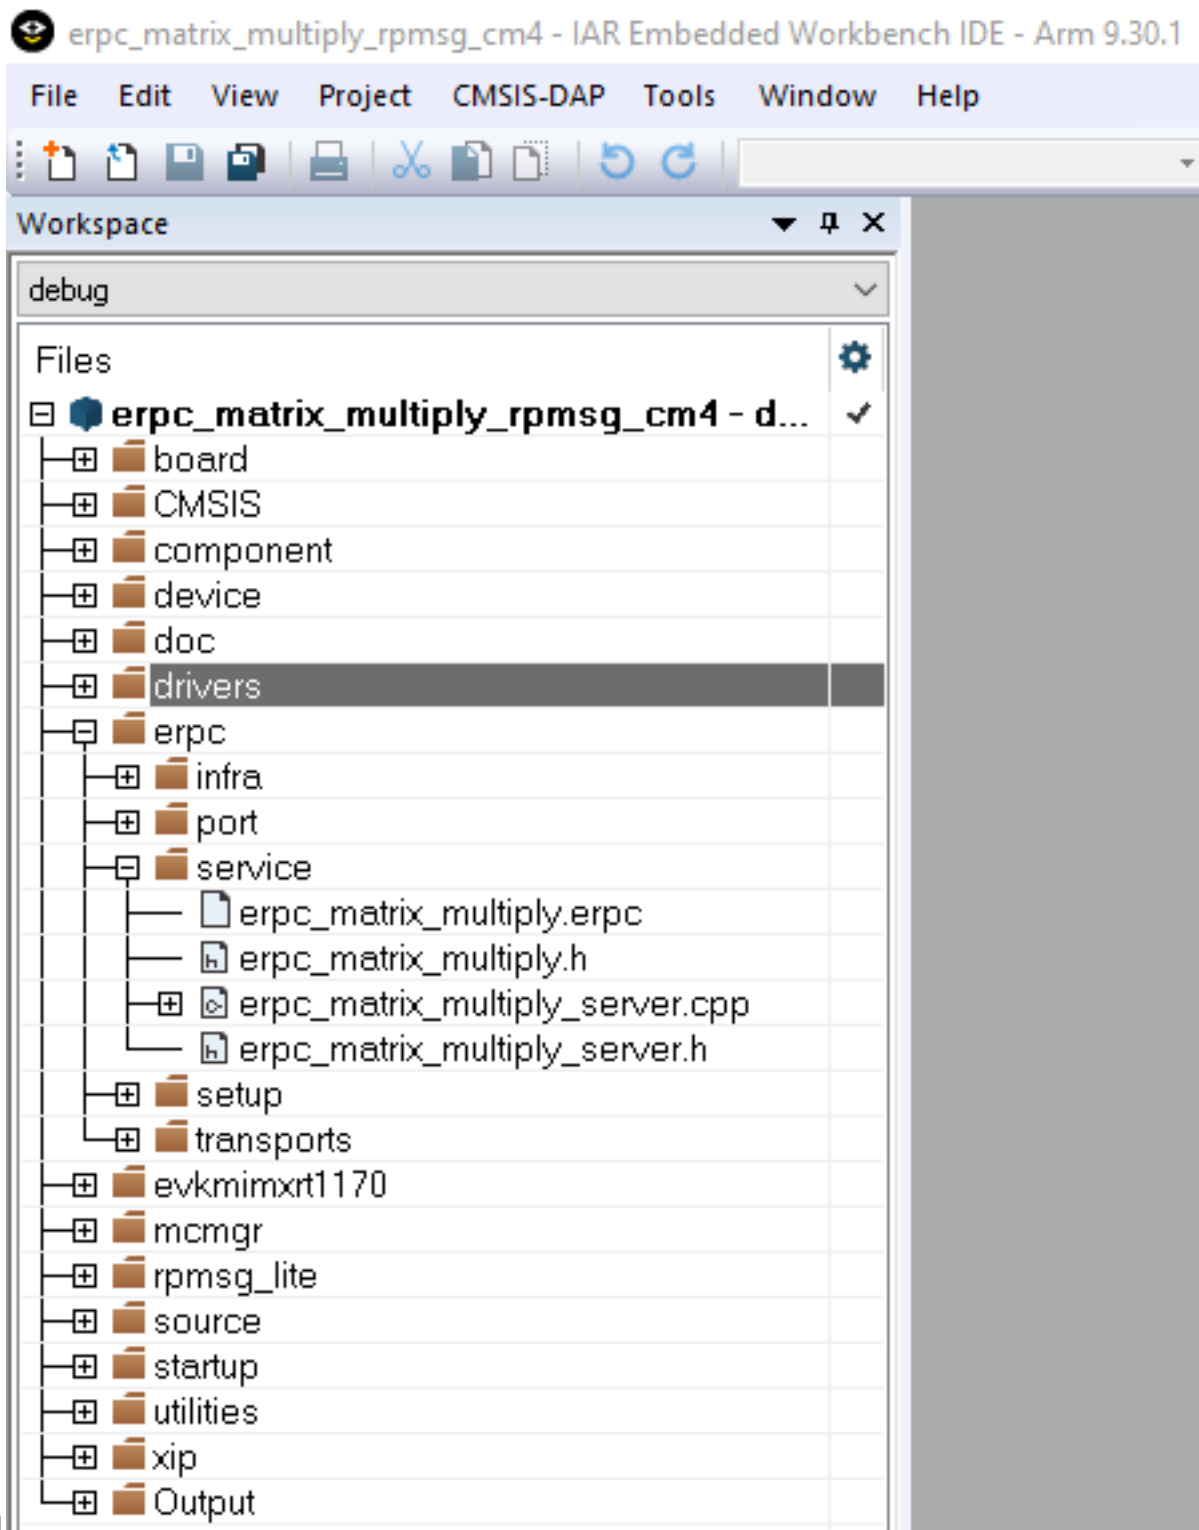 erpc_matrix_multiply_rpmsg_cm4 - IAR Embedded Workbench IDE - Arm 9.30.1
File Edit View Project CMSIS-DAP Tools Window Help
Workspace
debug
Files
erpc_matrix_multiply_rpmsg_cm4 - d...
board
CMSIS
component
device
doc
drivers
erpc
infra
port
service
erpc_matrix_multiply.erpc
erpc_matrix_multiply.h
erpc_matrix_multiply_server.cpp
erpc_matrix_multiply_server.h
setup
transports
evkmimxrt1170
mcmgr
rpmsg_lite
source
startup
utilities
xip
Output